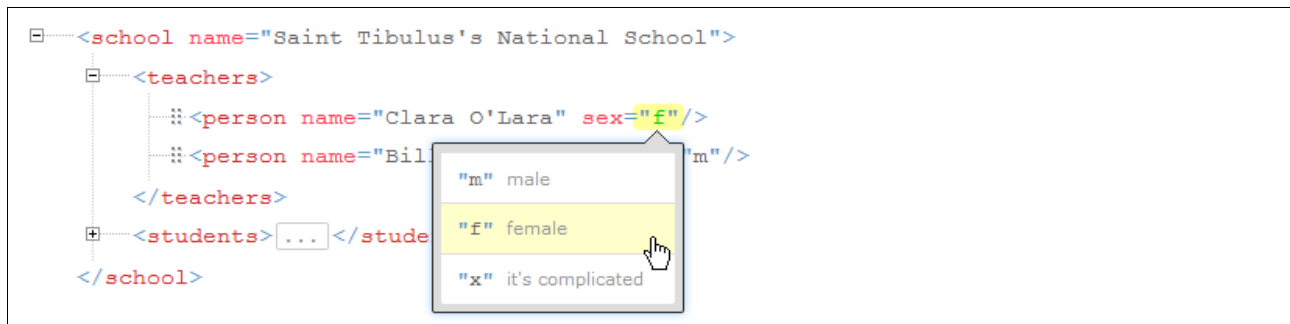 <school name="Saint Tibulus's National School">
<teachers>
<person name="Clara O'Lara" sex="f"/>
<person name="Bil "m"/>
"m" male
</teachers>
"f" female
<students> ... </stude
"x" it's complicated
</school>